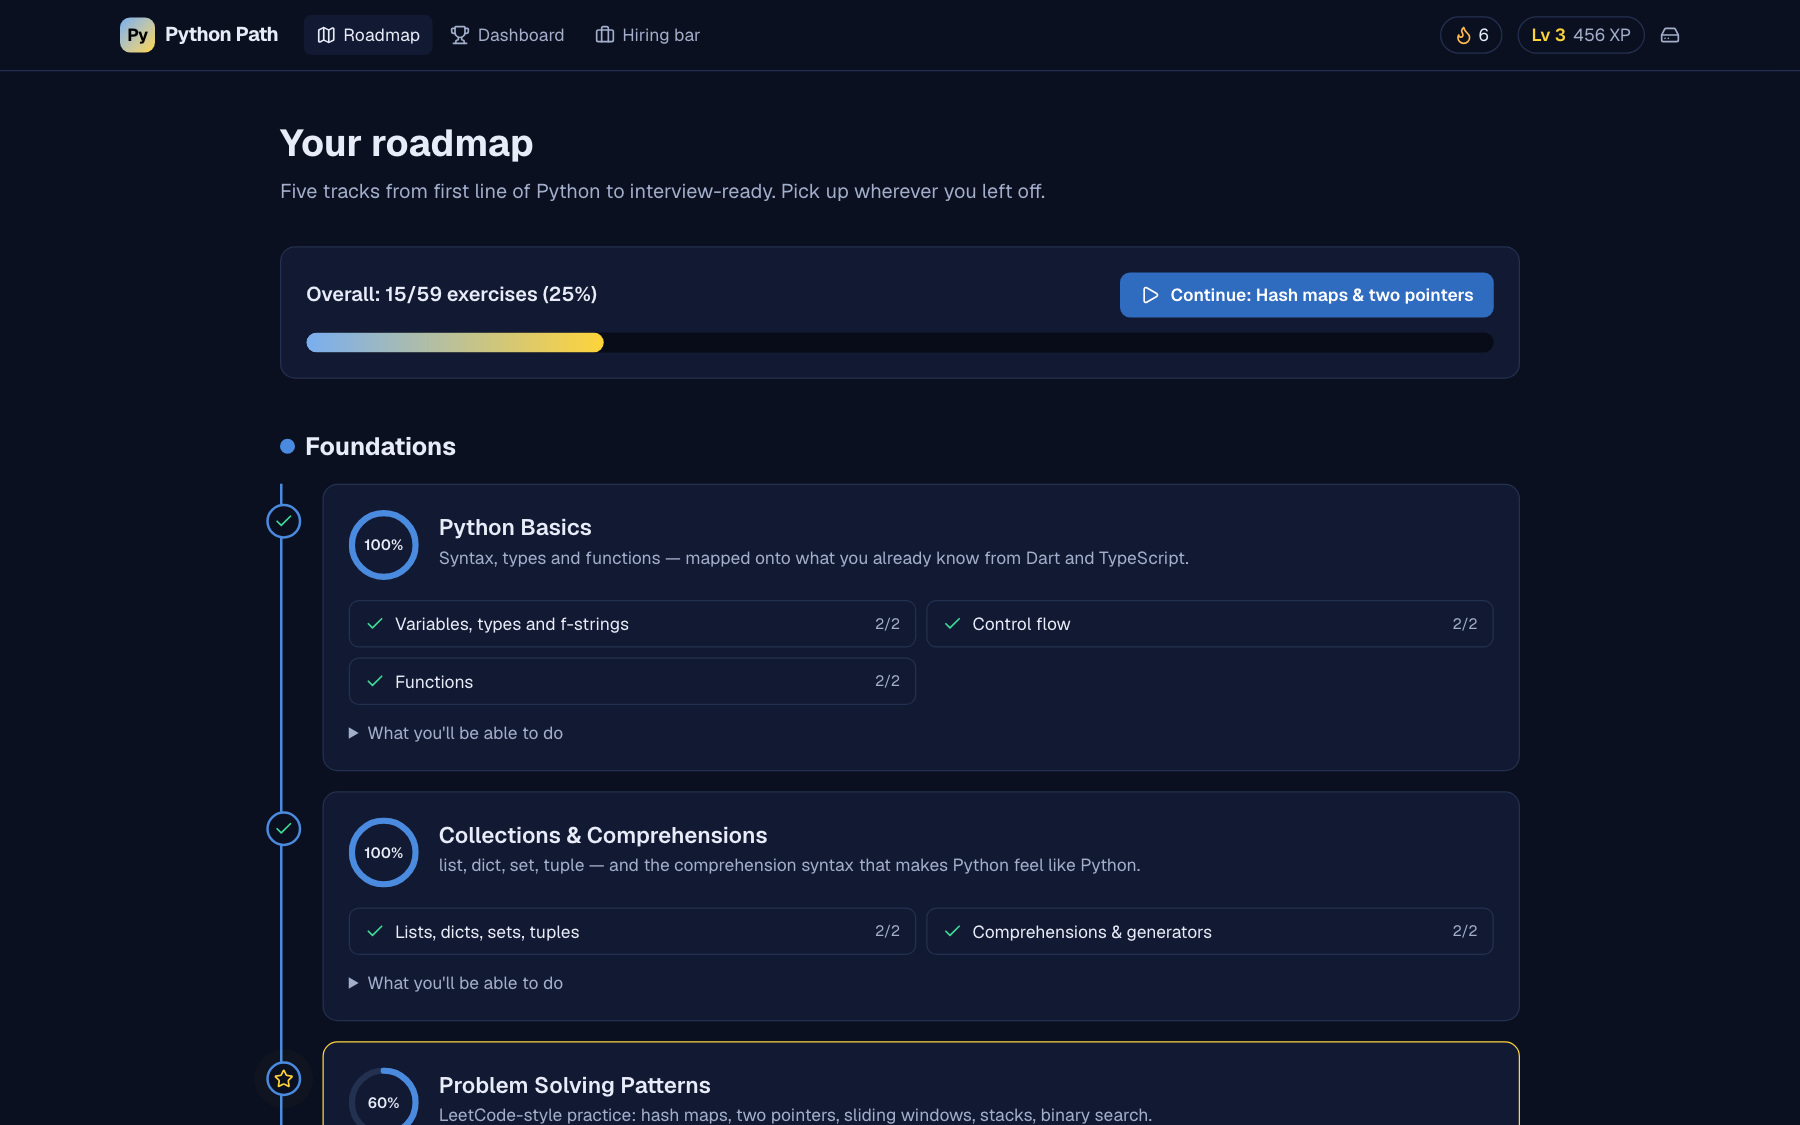 Py Python Path Roadmap Dashboard Hiring bar 6 Lv 3 456 XP
Your roadmap
Five tracks from first line of Python to interview-ready. Pick up wherever you left off.
Overall: 15/59 exercises (25%) Continue: Hash maps & two pointers
Foundations
100% Python Basics
Syntax, types and functions — mapped onto what you already know from Dart and TypeScript.
Variables, types and f-strings 2/2 Control flow 2/2
Functions 2/2
What you'll be able to do
100% Collections & Comprehensions
list, dict, set, tuple — and the comprehension syntax that makes Python feel like Python.
Lists, dicts, sets, tuples 2/2 Comprehensions & generators 2/2
What you'll be able to do
60% Problem Solving Patterns
LeetCode-style practice: hash maps, two pointers, sliding windows, stacks, binary search.